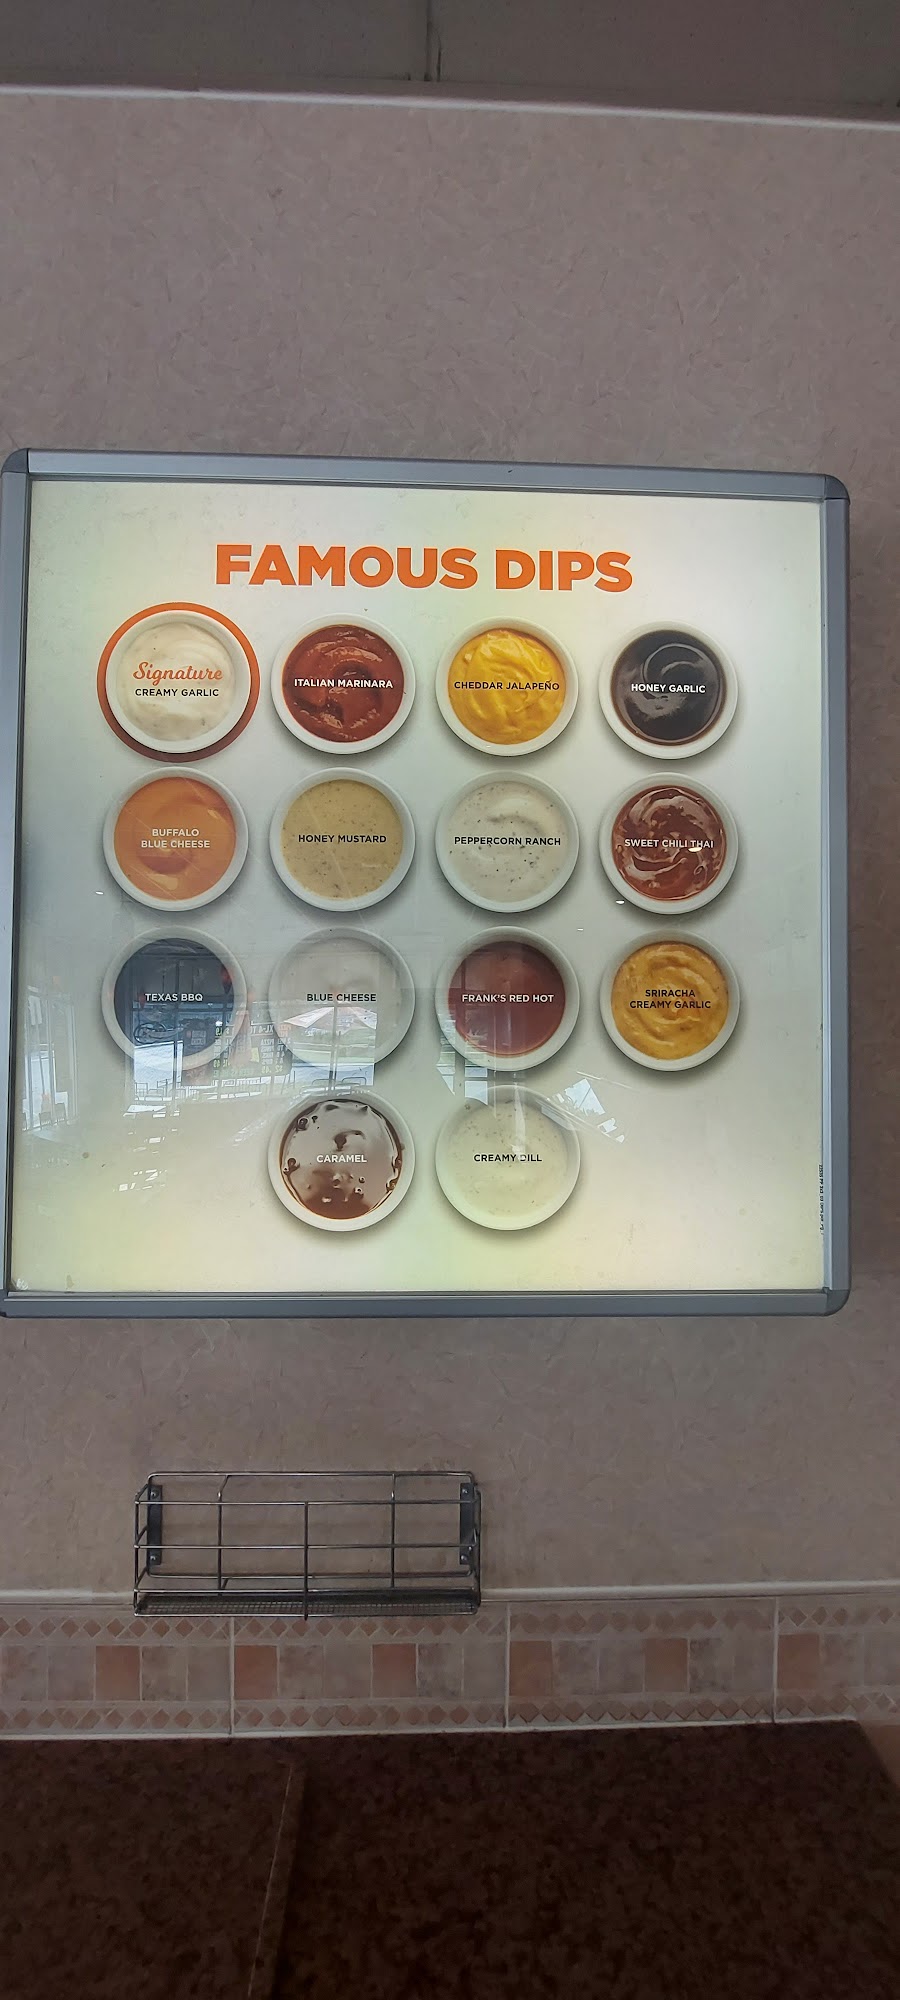 FAMOUS DIPS
Signature
CREAMY GARLIC
ITALIAN MARINARA
CHEDDAR JALAPEÑO
HONEY GARLIC
BUFFALO
BLUE CHEESE
HONEY MUSTARD
PEPPERCORN RANCH
SWEET CHILI THAI
TEXAS BBQ
BLUE CHEESE
FRANK'S RED HOT
SRIRACHA
CREAMY GARLIC
CARAMEL
CREAMY DILL